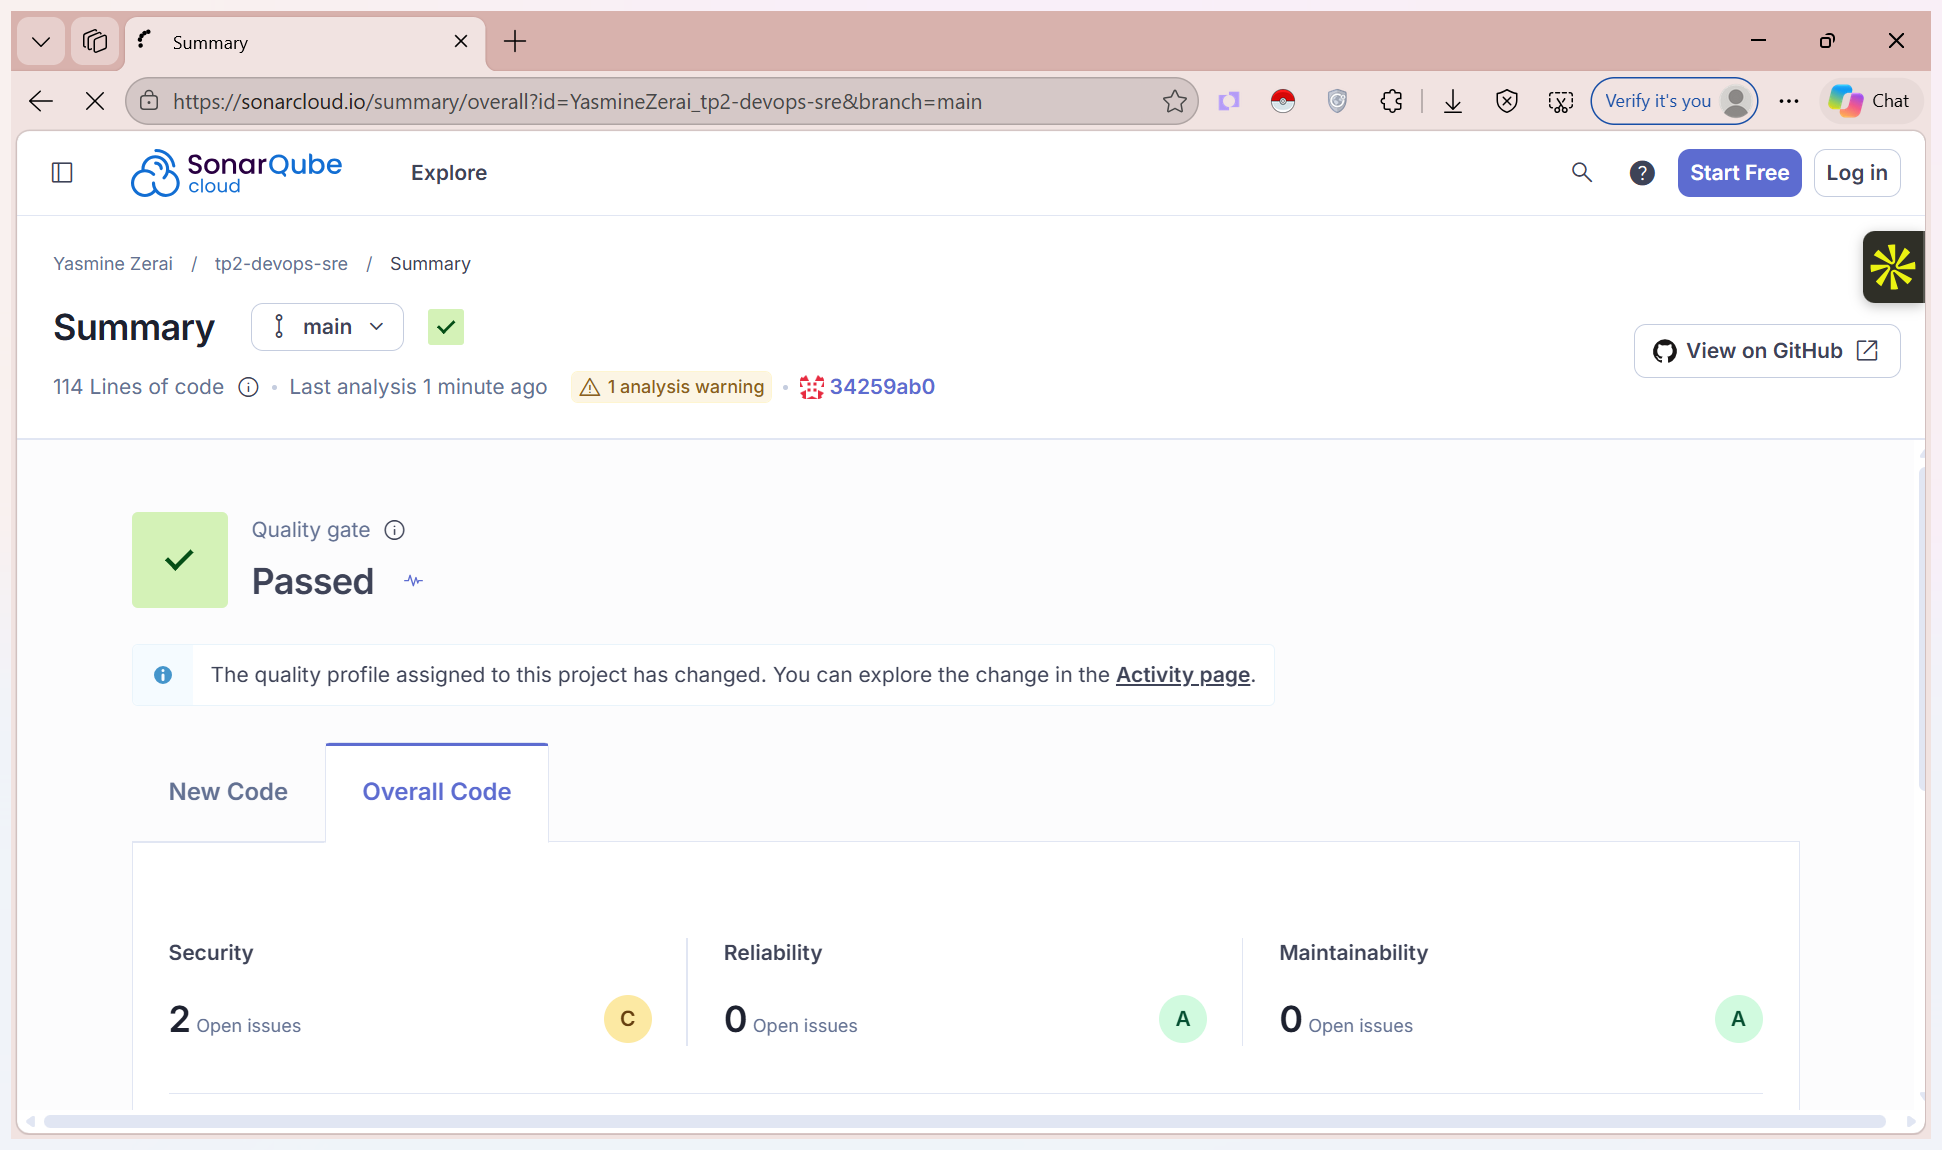 Summary
https://sonarcloud.io/summary/overall?id=YasmineZerai_tp2-devops-sre&branch=main
Verify it's you
Chat
SonarQube
cloud
Explore
?
Start Free
Log in
Yasmine Zerai / tp2-devops-sre / Summary
Summary
main
View on GitHub
114 Lines of code
Last analysis 1 minute ago
1 analysis warning
34259ab0
Quality gate
Passed
The quality profile assigned to this project has changed. You can explore the change in the Activity page.
New Code
Overall Code
Security
2 Open issues
C
Reliability
0 Open issues
A
Maintainability
0 Open issues
A